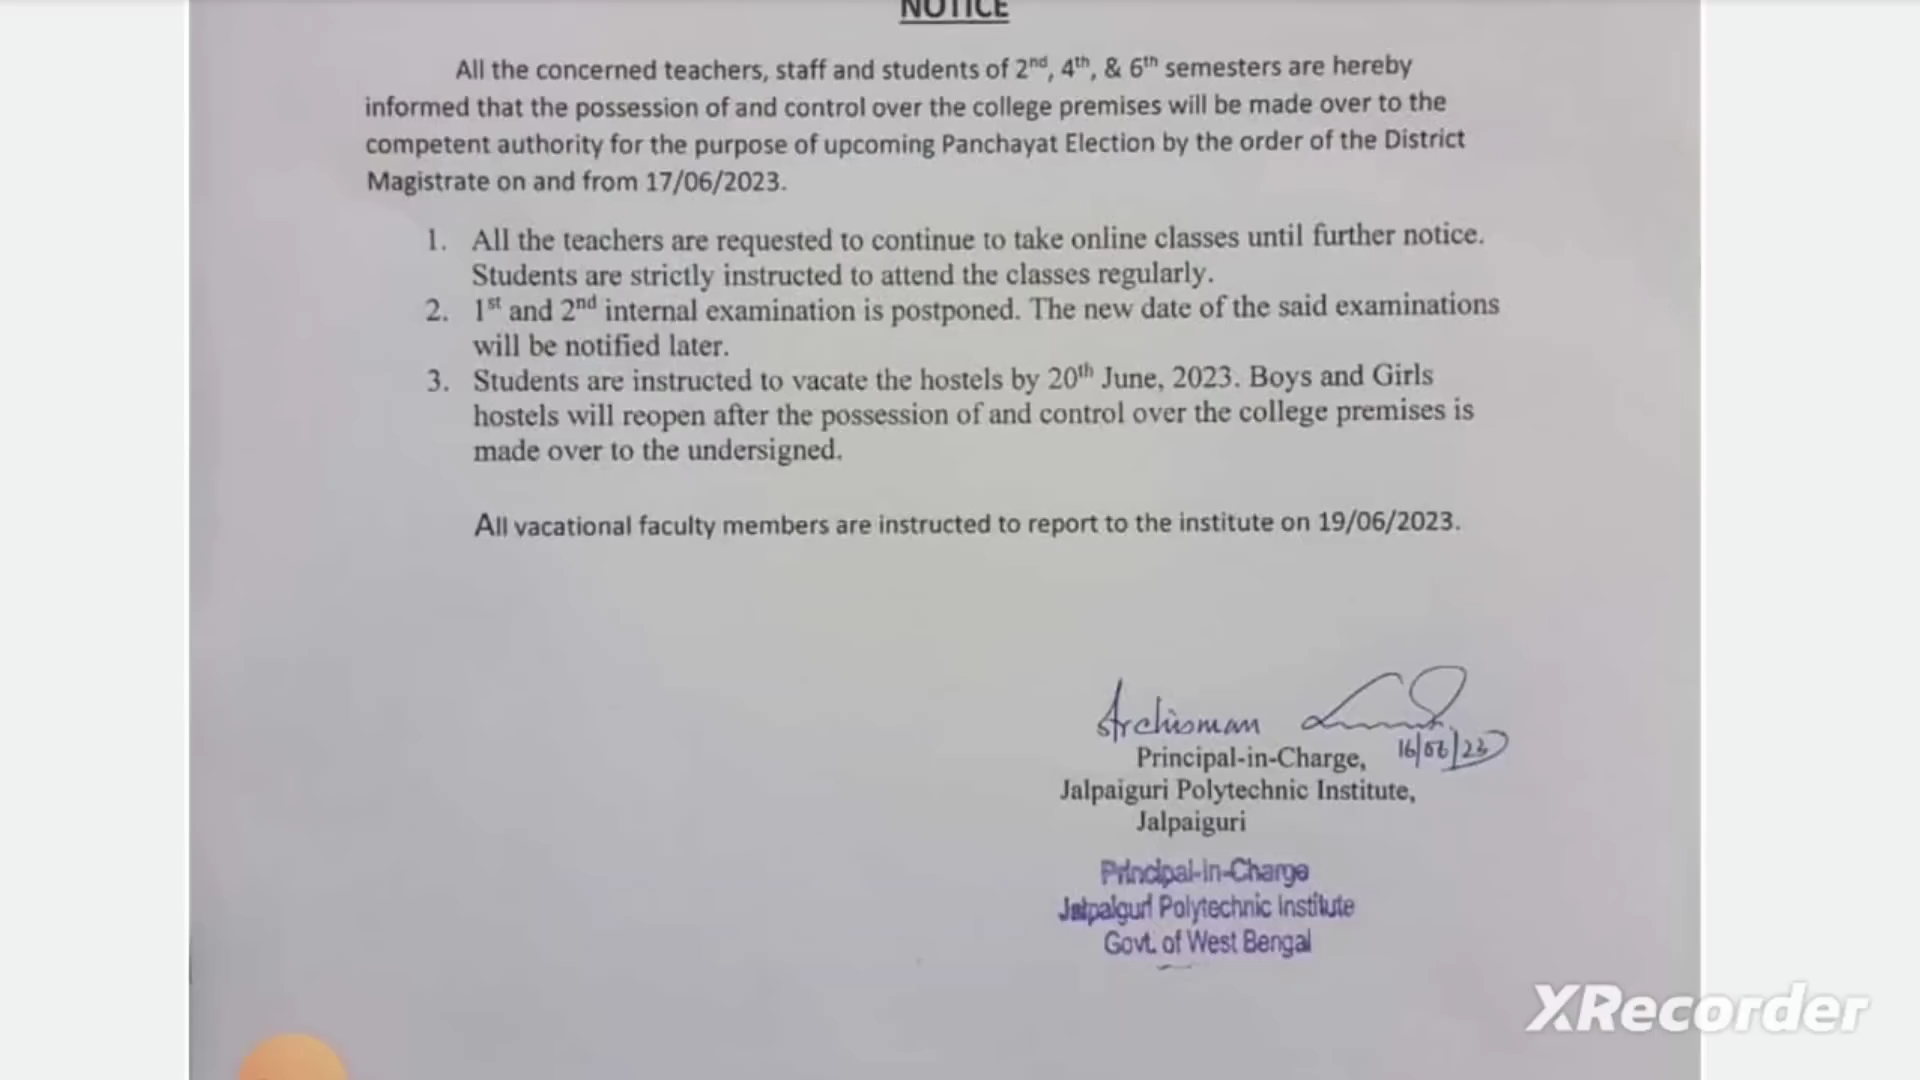 NOTICE
All the concerned teachers, staff and students of 2nd, 4th, & 6th semesters are hereby
informed that the possession of and control over the college premises will be made over to the
competent authority for the purpose of upcoming Panchayat Election by the order of the District
Magistrate on and from 17/06/2023.
1. All the teachers are requested to continue to take online classes until further notice.
Students are strictly instructed to attend the classes regularly.
2. 1st and 2nd internal examination is postponed. The new date of the said examinations
will be notified later.
3. Students are instructed to vacate the hostels by 20th June, 2023. Boys and Girls
hostels will reopen after the possession of and control over the college premises is
made over to the undersigned.
All vacational faculty members are instructed to report to the institute on 19/06/2023.
Archisman
16/06/23
Principal-in-Charge,
Jalpaiguri Polytechnic Institute,
Jalpaiguri
Principal-in-Charge
Jalpaiguri Polytechnic Institute
Govt. of West Bengal
XRecorder